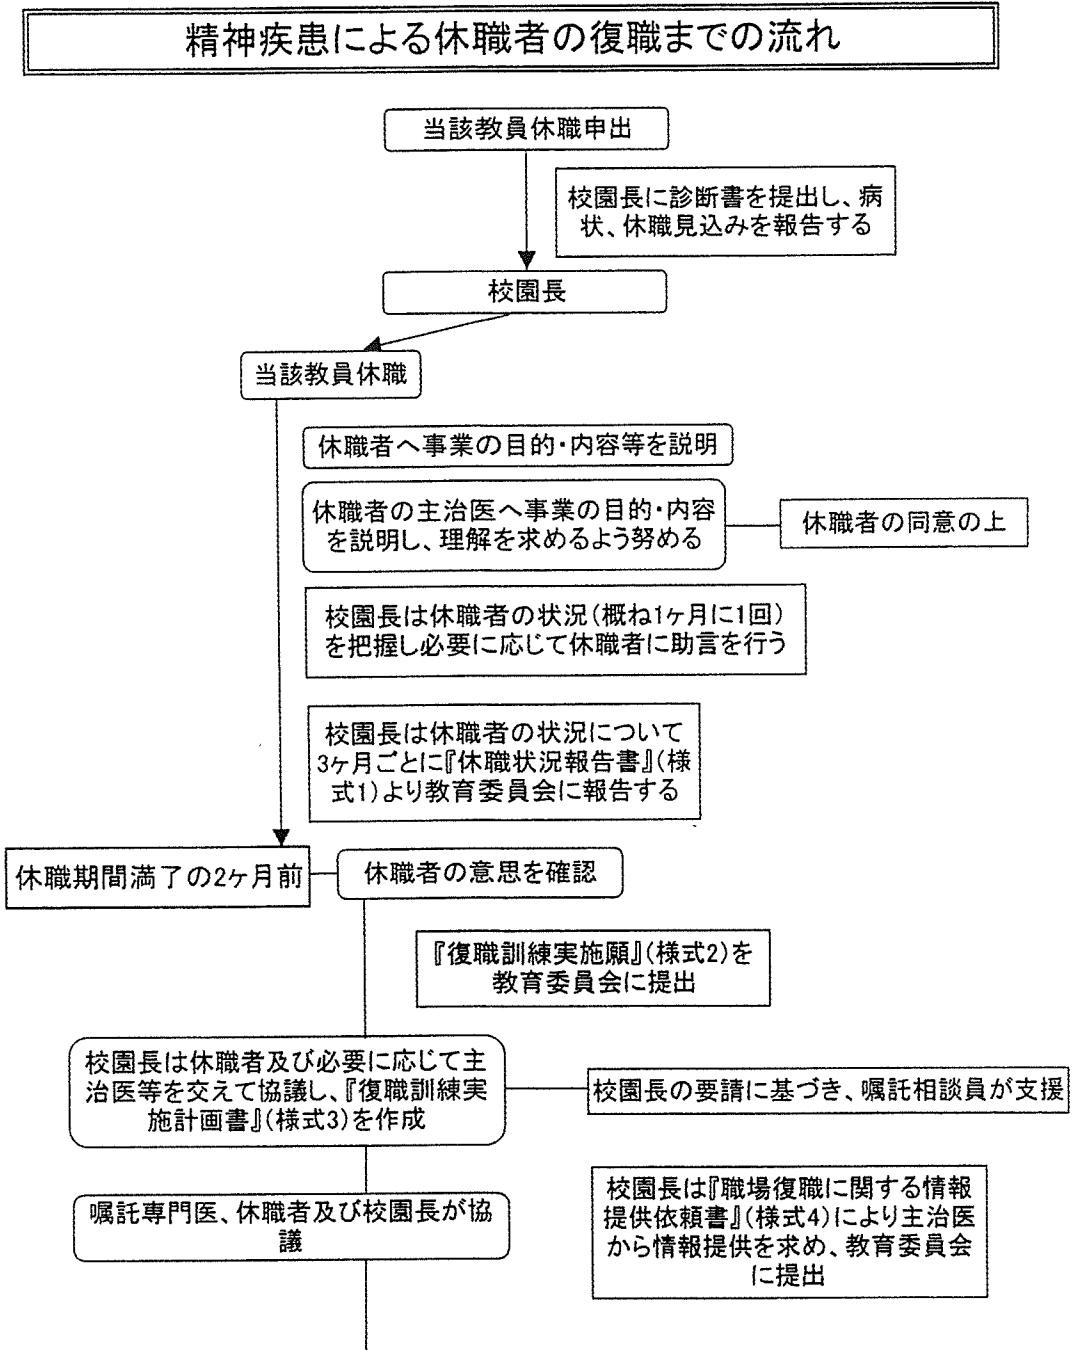 精神疾患による休職者の復職までの流れ
当該教員休職申出
校園長に診断書を提出し、病
状、休職見込みを報告する
校園長
当該教員休職
休職者へ事業の目的・内容等を説明
休職者の主治医へ事業の目的・内容
を説明し、理解を求めるよう努める
休職者の同意の上
校園長は休職者の状況(概ね1ヶ月に1回)
を把握し必要に応じて休職者に助言を行う
校園長は休職者の状況について
3ヶ月ごとに『休職状況報告書』(様
式1)より教育委員会に報告する
休職期間満了の2ヶ月前
休職者の意思を確認
『復職訓練実施願』(様式2)を
教育委員会に提出
校園長は休職者及び必要に応じて主
治医等を交えて協議し、『復職訓練実
施計画書』(様式3)を作成
校園長の要請に基づき、嘱託相談員が支援
嘱託専門医、休職者及び校園長が協
議
校園長は『職場復職に関する情報
提供依頼書』(様式4)により主治医
から情報提供を求め、教育委員会
に提出